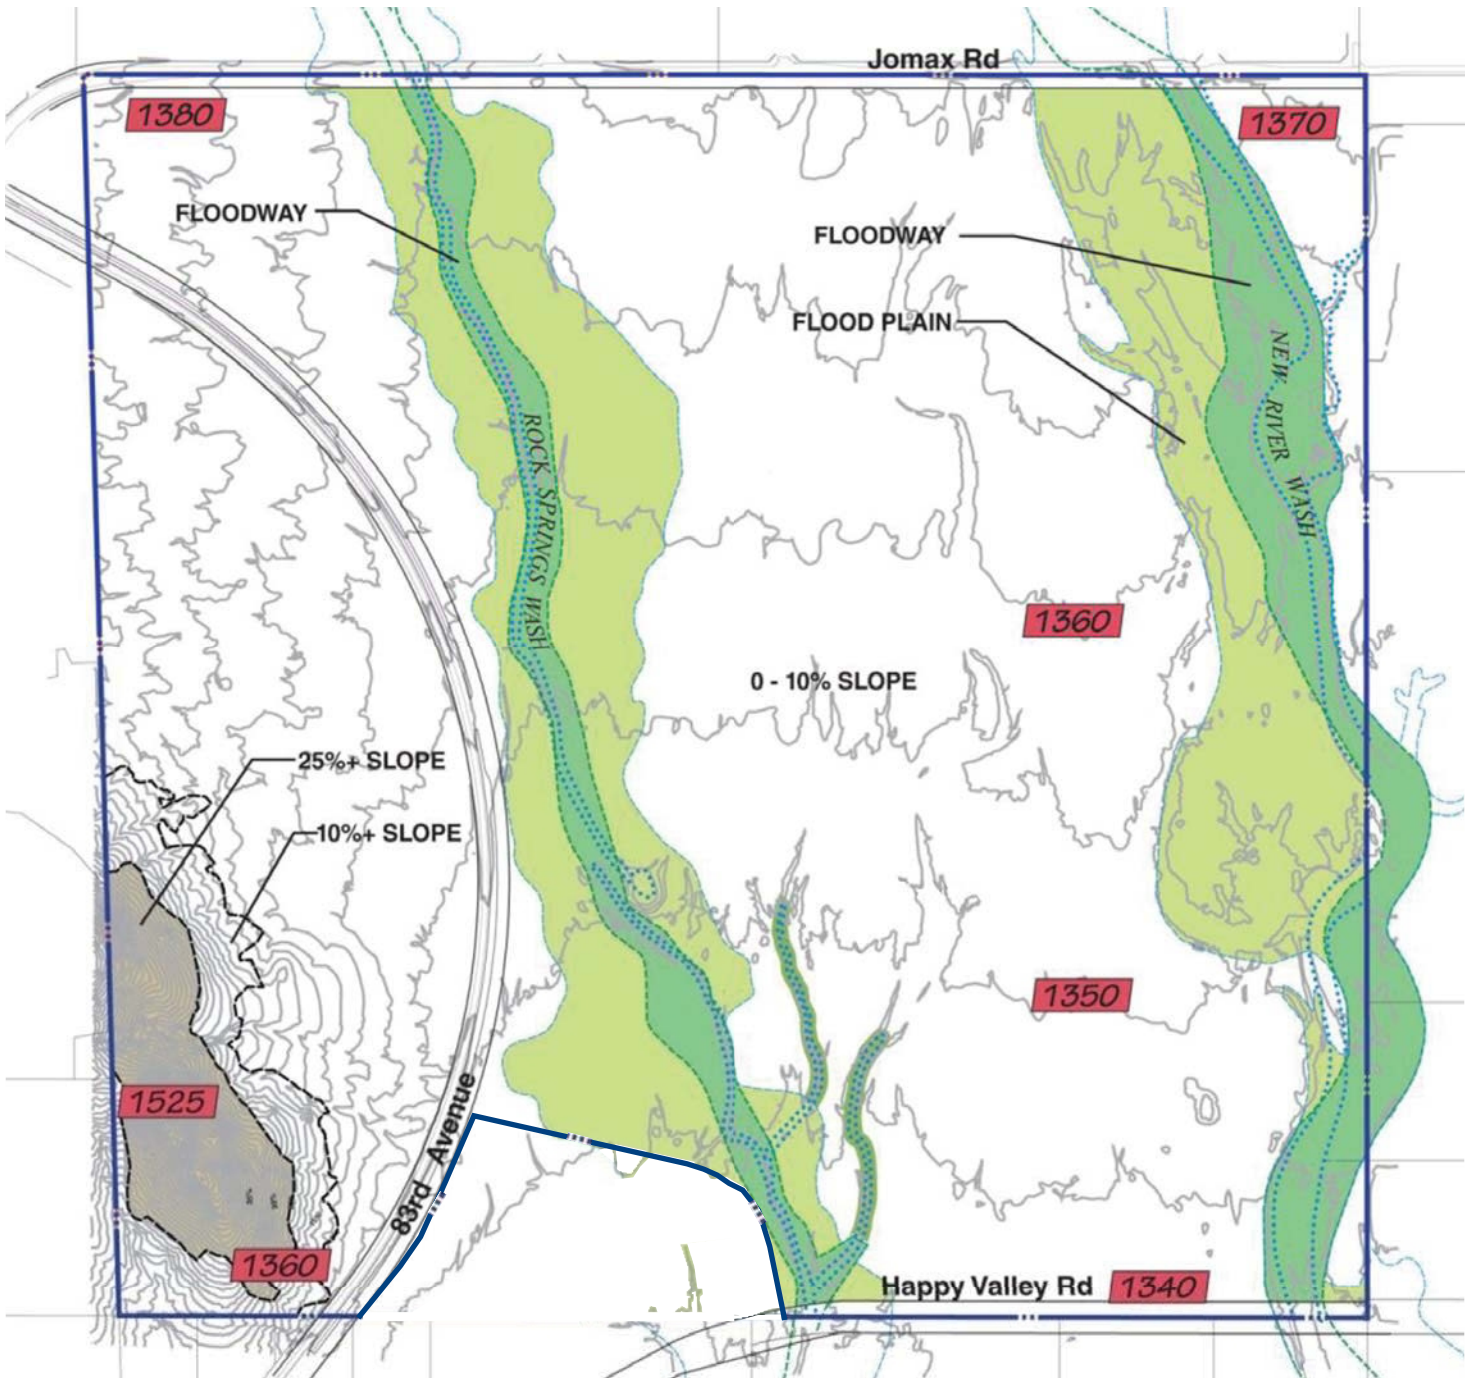 Jomax Rd
1380
1370
FLOODWAY
FLOODWAY
FLOOD PLAIN
NEW RIVER WASH
ROCK SPRINGS WASH
1360
0 - 10% SLOPE
25%+ SLOPE
10%+ SLOPE
1350
1525
83rd Avenue
1360
Happy Valley Rd
1340